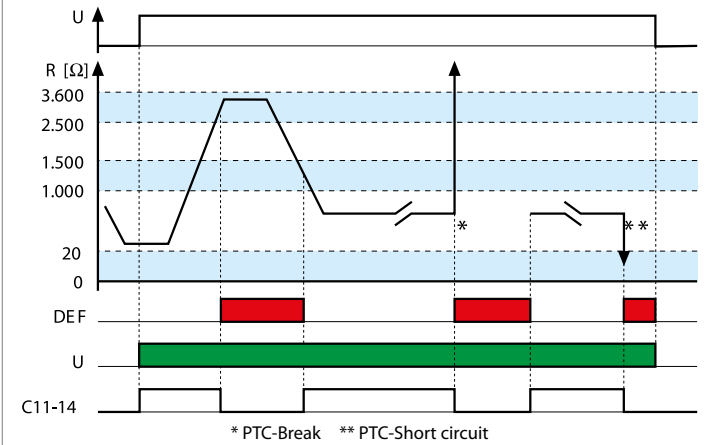 U
R [Ω]
3.600
2.500
1.500
1.000
*
* *
20
0
DEF
U
C11-14
* PTC-Break ** PTC-Short circuit